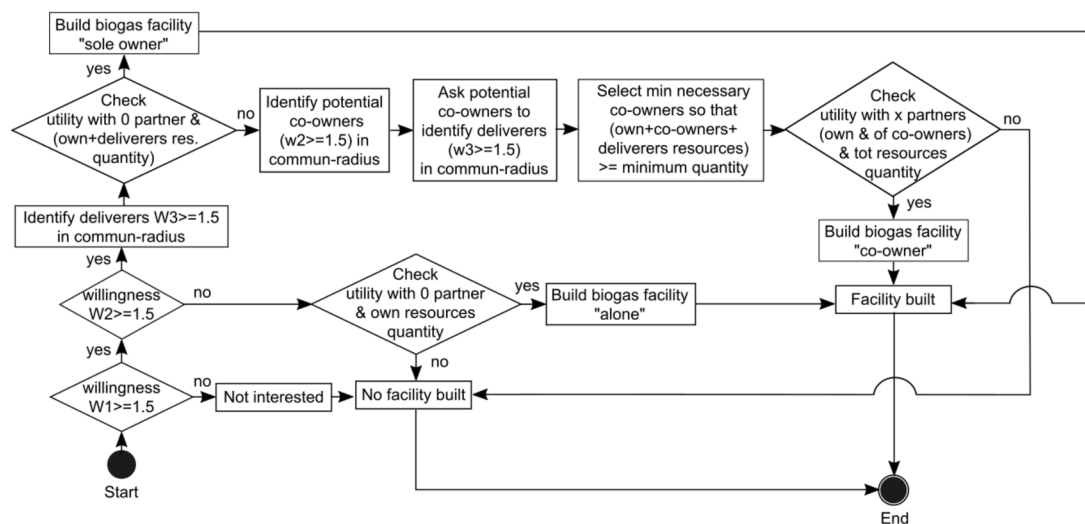 Build biogas facility
"sole owner"
yes
Check
utility with 0 partner &
(own+deliverers res.
quantity)
no
Identify potential
co-owners
(w2>=1.5) in
commun-radius
Ask potential
co-owners to
identify deliverers
(w3>=1.5)
in commun-radius
Select min necessary
co-owners so that
(own+co-owners+
deliverers resources)
>= minimum quantity
Check
utility with x partners
(own & of co-owners)
& tot resources
quantity
no
yes
Identify deliverers W3>=1.5
in commun-radius
Build biogas facility
"co-owner"
yes
willingness
W2>=1.5
no
Check
utility with 0 partner
& own resources
quantity
yes
Build biogas facility
"alone"
Facility built
yes
no
willingness
W1>=1.5
no
Not interested
No facility built
Start
End